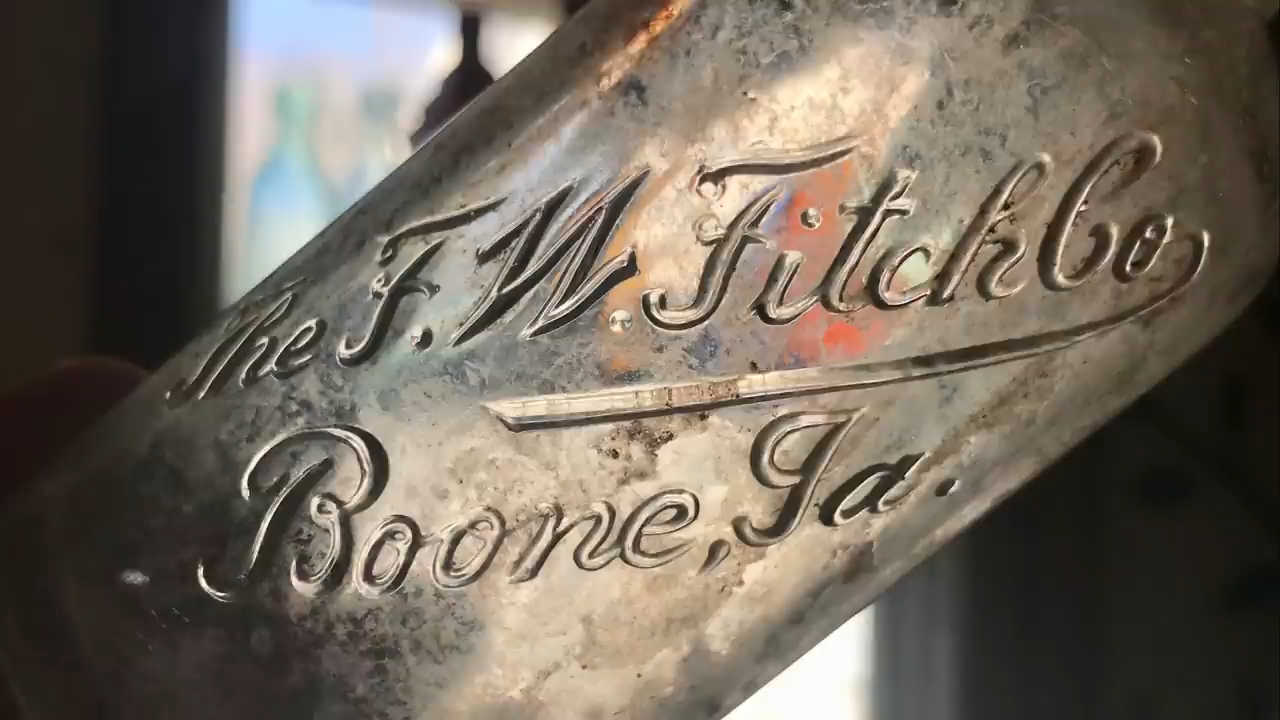 The F. W. Fitch Co
Boone, Ia.